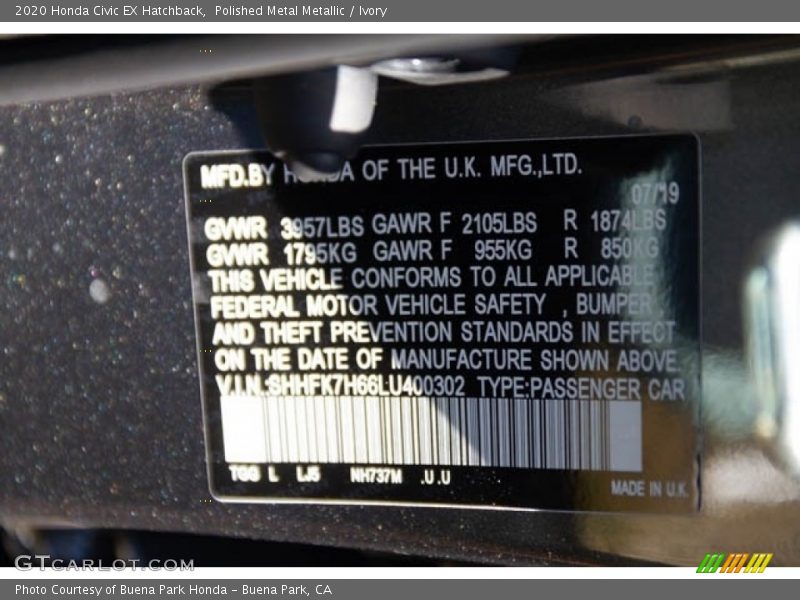 2020 Honda Civic EX Hatchback,  Polished Metal Metallic / Ivory
MFD.BY HONDA OF THE U.K. MFG.,LTD.
07/19
GVWR 3957LBS GAWR F 2105LBS R 1874LBS
GVWR 1795KG GAWR F 955KG R 850KG
THIS VEHICLE CONFORMS TO ALL APPLICABLE
FEDERAL MOTOR VEHICLE SAFETY , BUMPER
AND THEFT PREVENTION STANDARDS IN EFFECT
ON THE DATE OF MANUFACTURE SHOWN ABOVE.
V.I.N.:SHHFK7H66LU400302 TYPE:PASSENGER CAR
TGG L LJ5 NH737M .U.U
MADE IN U.K.
GTCARLOT.COM
Photo Courtesy of Buena Park Honda – Buena Park, CA